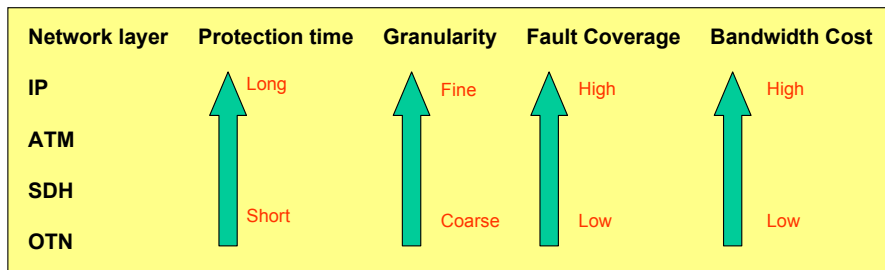 Network layer Protection time Granularity Fault Coverage Bandwidth Cost
IP Long Fine High High
ATM
SDH
Short Coarse Low Low
OTN